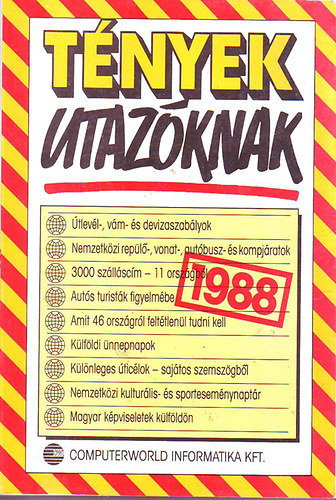 TÉNYEK
UTAZÓKNAK
Útlevél-, vám- és devizaszabályok
Nemzetközi repülő-, vonat-, autóbusz- és kompjáratok
3000 szálláscím – 11 országból
1988
Autós turisták figyelmébe
Amit 46 országról feltétlenül tudni kell
Külföldi ünnepnapok
Különleges úticélok – sajátos szemszögből
Nemzetközi kulturális- és sporteseménynaptár
Magyar képviseletek külföldön
COMPUTERWORLD INFORMATIKA KFT.